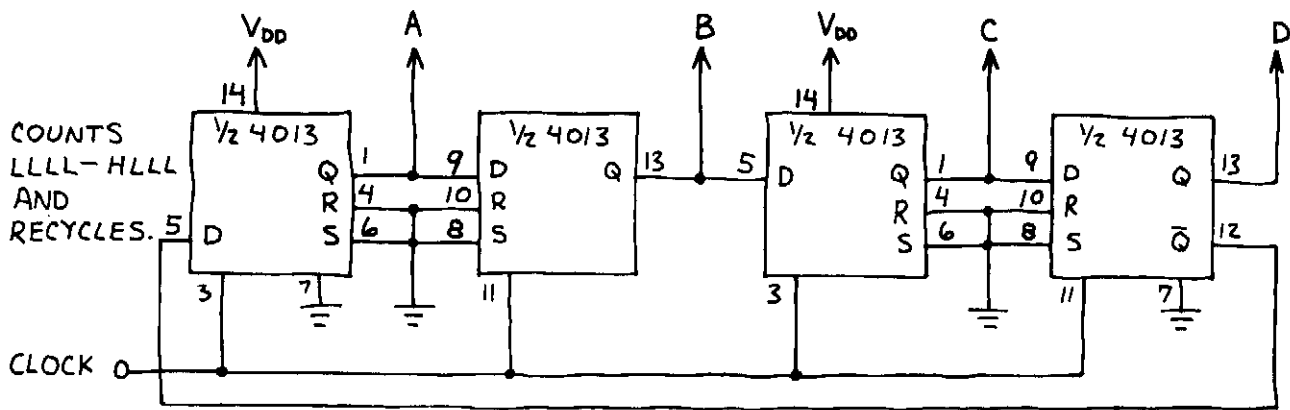 V_DD A B V_DD C D
14 14
COUNTS
LLLL-HLLL
AND
RECYCLES.
1/2 4013 1/2 4013 1/2 4013 1/2 4013
Q 1 9 D Q 13 5 D Q 1 9 D Q 13
R 4 10 R R 4 10 R
5 D S 6 8 S S 6 8 S Q̅ 12
3 7 11 3 11 7
CLOCK